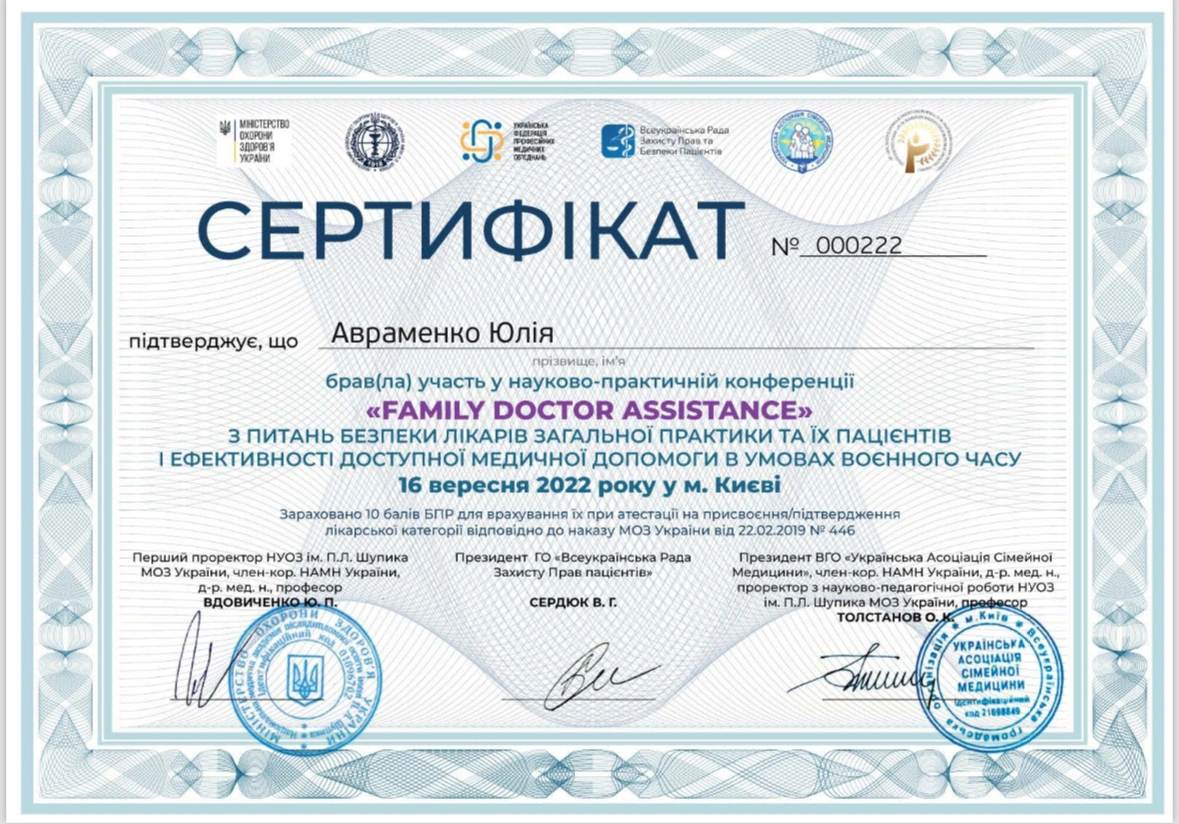 МІНІСТЕРСТВО
ОХОРОНИ
ЗДОРОВ'Я
УКРАЇНИ
УКРАЇНСЬКА
ФЕДЕРАЦІЯ
ПРОФЕСІЙНИХ
МЕДИЧНИХ
ОБ'ЄДНАНЬ
Всеукраїнська Рада
Захисту Прав та
Безпеки Пацієнтів
СЕРТИФІКАТ
№ 000222
підтверджує, що Авраменко Юлія
прізвище, ім'я
брав(ла) участь у науково-практичній конференції
«FAMILY DOCTOR ASSISTANCE»
З ПИТАНЬ БЕЗПЕКИ ЛІКАРІВ ЗАГАЛЬНОЇ ПРАКТИКИ ТА ЇХ ПАЦІЄНТІВ
І ЕФЕКТИВНОСТІ ДОСТУПНОЇ МЕДИЧНОЇ ДОПОМОГИ В УМОВАХ ВОЄННОГО ЧАСУ
16 вересня 2022 року у м. Києві
Зараховано 10 балів БПР для врахування їх при атестації на присвоєння/підтвердження
лікарської категорії відповідно до наказу МОЗ України від 22.02.2019 № 446
Перший проректор НУОЗ ім. П.Л. Шупика
МОЗ України, член-кор. НАМН України,
д-р. мед. н., професор
ВДОВИЧЕНКО Ю. П.
Президент ГО «Всеукраїнська Рада
Захисту Прав пацієнтів»
СЕРДЮК В. Г.
Президент ВГО «Українська Асоціація Сімейної
Медицини», член-кор. НАМН України, д-р. мед. н.,
проректор з науково-педагогічної роботи НУОЗ
ім. П.Л. Шупика МОЗ України, професор
ТОЛСТАНОВ О. К.
МІНІСТЕРСТВО ОХОРОНИ ЗДОРОВ'Я УКРАЇНИ
Ідентифікаційний код 01896702
м.Київ * Всеукраїнська громадська організація
УКРАЇНСЬКА
АСОЦІАЦІЯ
СІМЕЙНОЇ
МЕДИЦИНИ
Ідентифікаційний
код 21698849